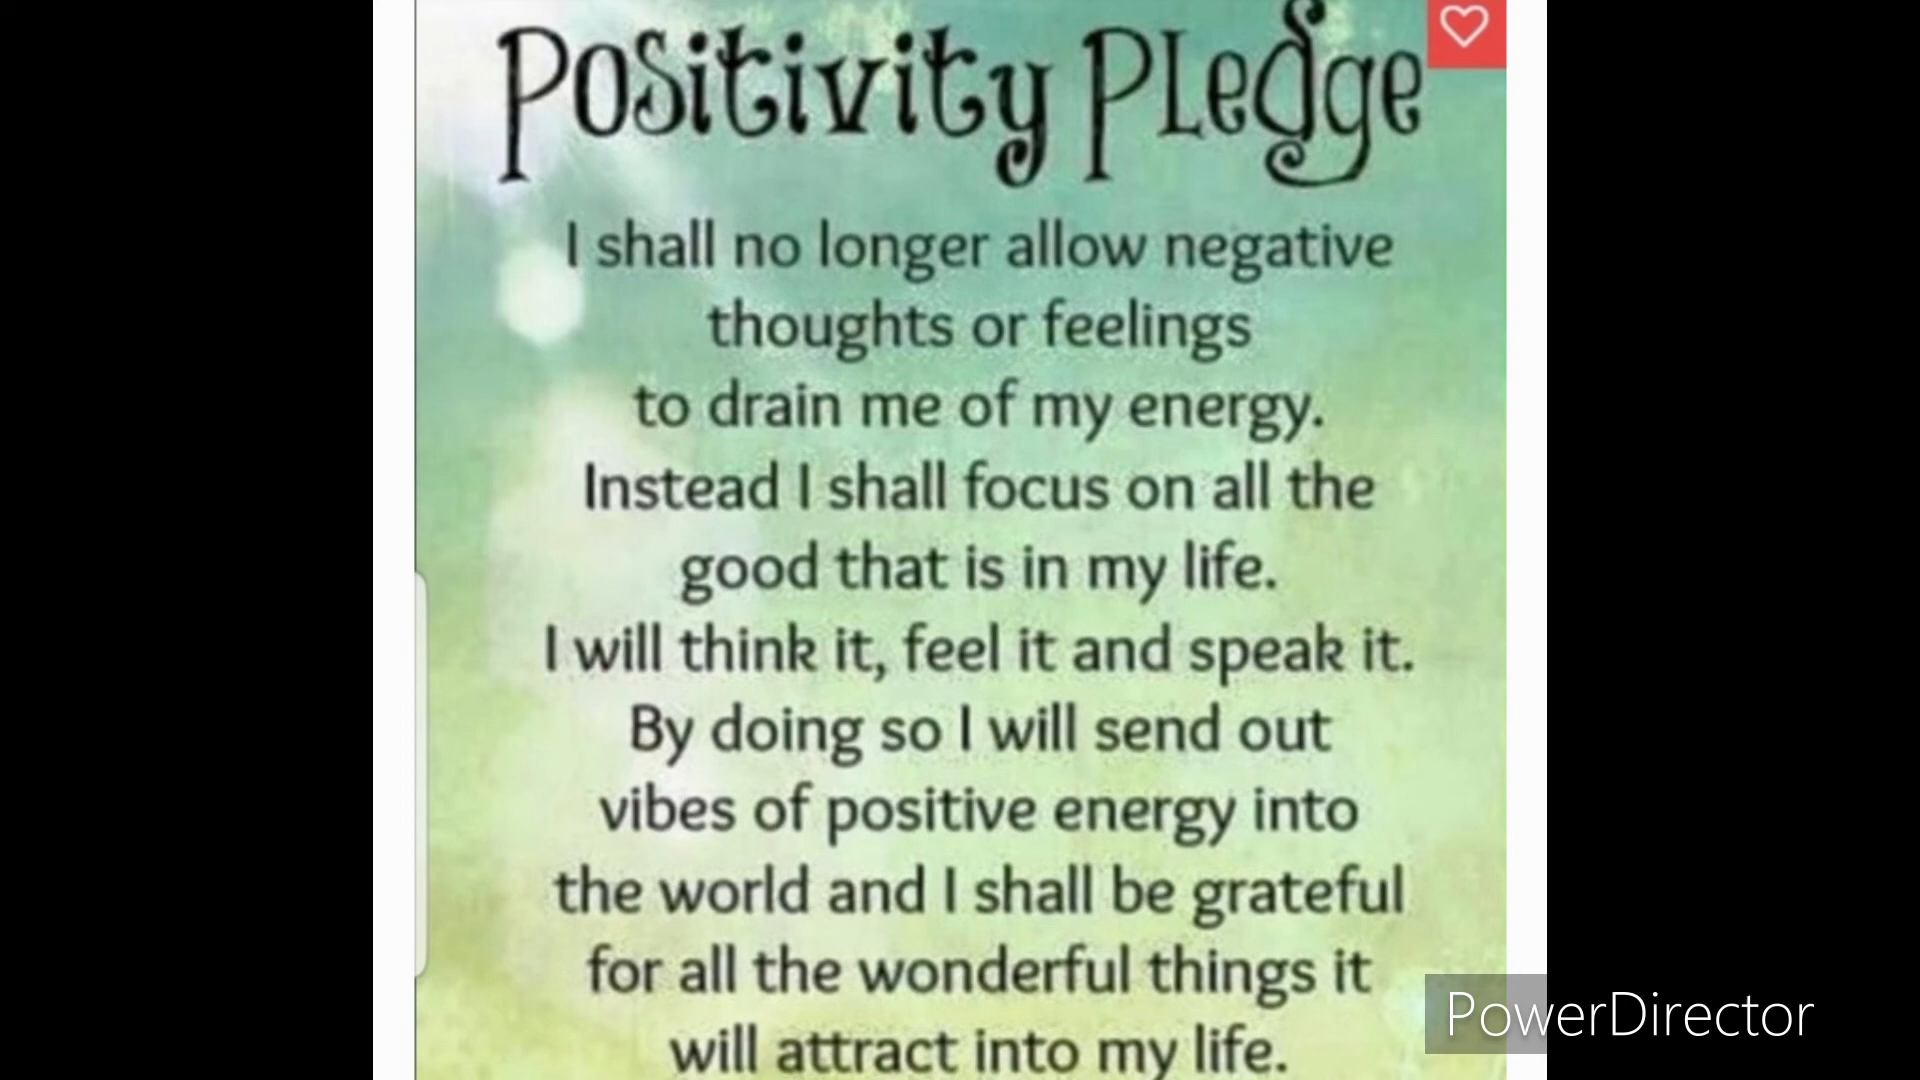 Positivity Pledge
I shall no longer allow negative
thoughts or feelings
to drain me of my energy.
Instead I shall focus on all the
good that is in my life.
I will think it, feel it and speak it.
By doing so I will send out
vibes of positive energy into
the world and I shall be grateful
for all the wonderful things it
will attract into my life.
PowerDirector